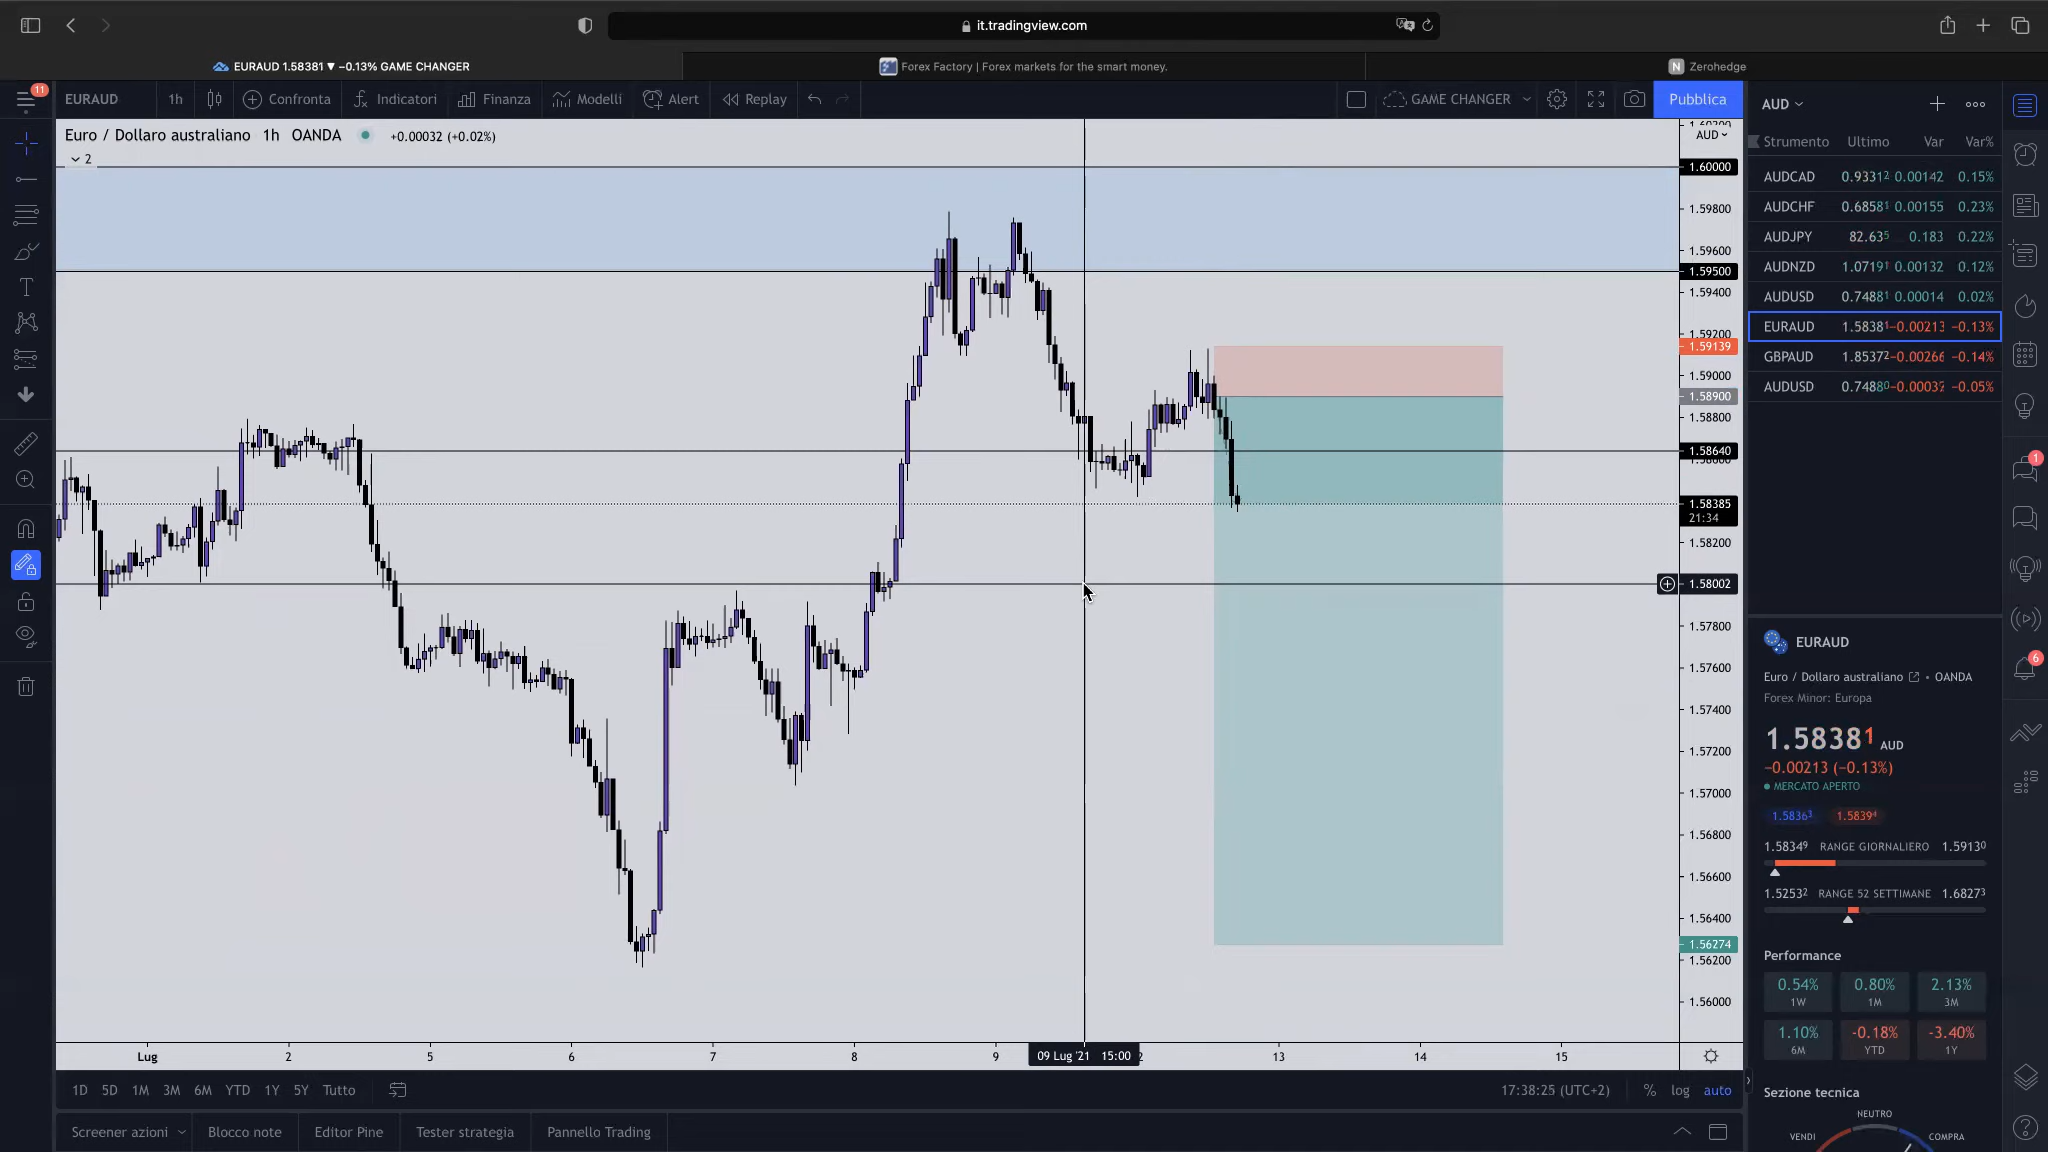 it.tradingview.com
EURAUD 1.58381 ▼ −0.13% GAME CHANGER
Forex Factory | Forex markets for the smart money.
N Zerohedge
11
EURAUD 1h Confronta Indicatori Finanza Modelli Alert Replay GAME CHANGER Pubblica
Euro / Dollaro australiano 1h OANDA +0.00032 (+0.02%)
2
AUD
1.60000
1.59800
1.59600
1.59500
1.59400
1.59200
1.59139
1.59000
1.58900
1.58800
1.58640
1.58385
21:34
1.58200
1.58002
1.57800
1.57600
1.57400
1.57200
1.57000
1.56800
1.56600
1.56400
1.56274
1.56200
1.56000
Lug 2 5 6 7 8 9 09 Lug '21 15:00 13 14 15
1D 5D 1M 3M 6M YTD 1Y 5Y Tutto 17:38:25 (UTC+2) % log auto
Screener azioni Blocco note Editor Pine Tester strategia Pannello Trading
AUD
Strumento Ultimo Var Var%
AUDCAD 0.93312 0.00142 0.15%
AUDCHF 0.68581 0.00155 0.23%
AUDJPY 82.635 0.183 0.22%
AUDNZD 1.07191 0.00132 0.12%
AUDUSD 0.74881 0.00014 0.02%
EURAUD 1.58381 −0.00213 −0.13%
GBPAUD 1.85372 −0.00266 −0.14%
AUDUSD 0.74880 −0.00037 −0.05%
1
6
EURAUD
Euro / Dollaro australiano • OANDA
Forex Minor: Europa
1.58381 AUD
−0.00213 (−0.13%)
MERCATO APERTO
1.58363 1.58394
1.58349 RANGE GIORNALIERO 1.59130
1.52532 RANGE 52 SETTIMANE 1.68273
Performance
0.54% 0.80% 2.13%
1W 1M 3M
1.10% -0.18% -3.40%
6M YTD 1Y
Sezione tecnica
NEUTRO
VENDI COMPRA